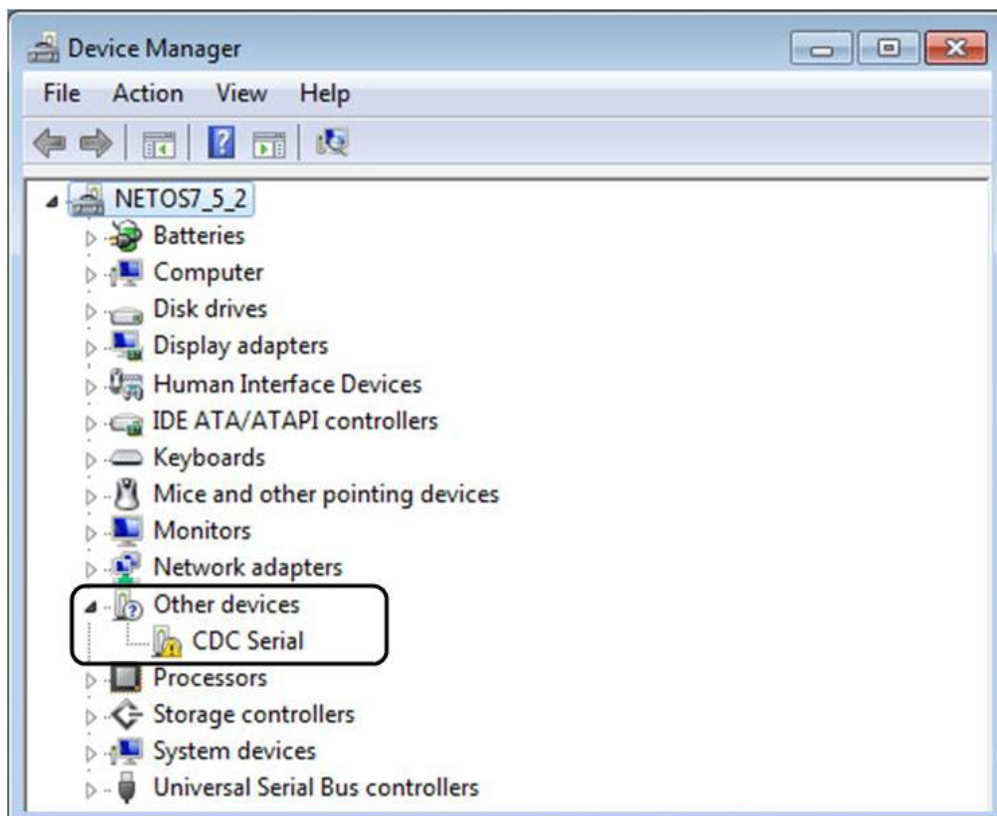 Device Manager
File Action View Help
NETOS7_5_2
Batteries
Computer
Disk drives
Display adapters
Human Interface Devices
IDE ATA/ATAPI controllers
Keyboards
Mice and other pointing devices
Monitors
Network adapters
Other devices
CDC Serial
Processors
Storage controllers
System devices
Universal Serial Bus controllers